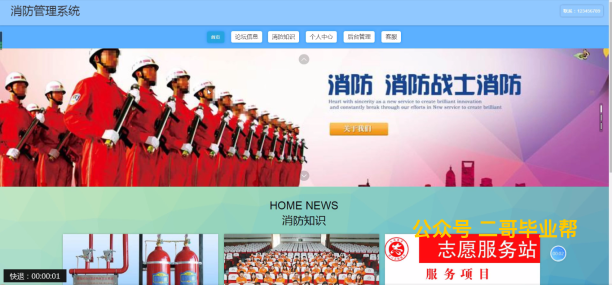 消防管理系统
首页 论坛信息 消防知识 个人中心 后台管理 客服
消防 消防战士消防
Heart with sincerity as a new service to create brilliant innovation
and constantly break through our efforts in New service to create brilliant
关于我们
HOME NEWS
消防知识
公众号 二哥毕业帮
志愿服务站
服务项目
快退：00:00:01